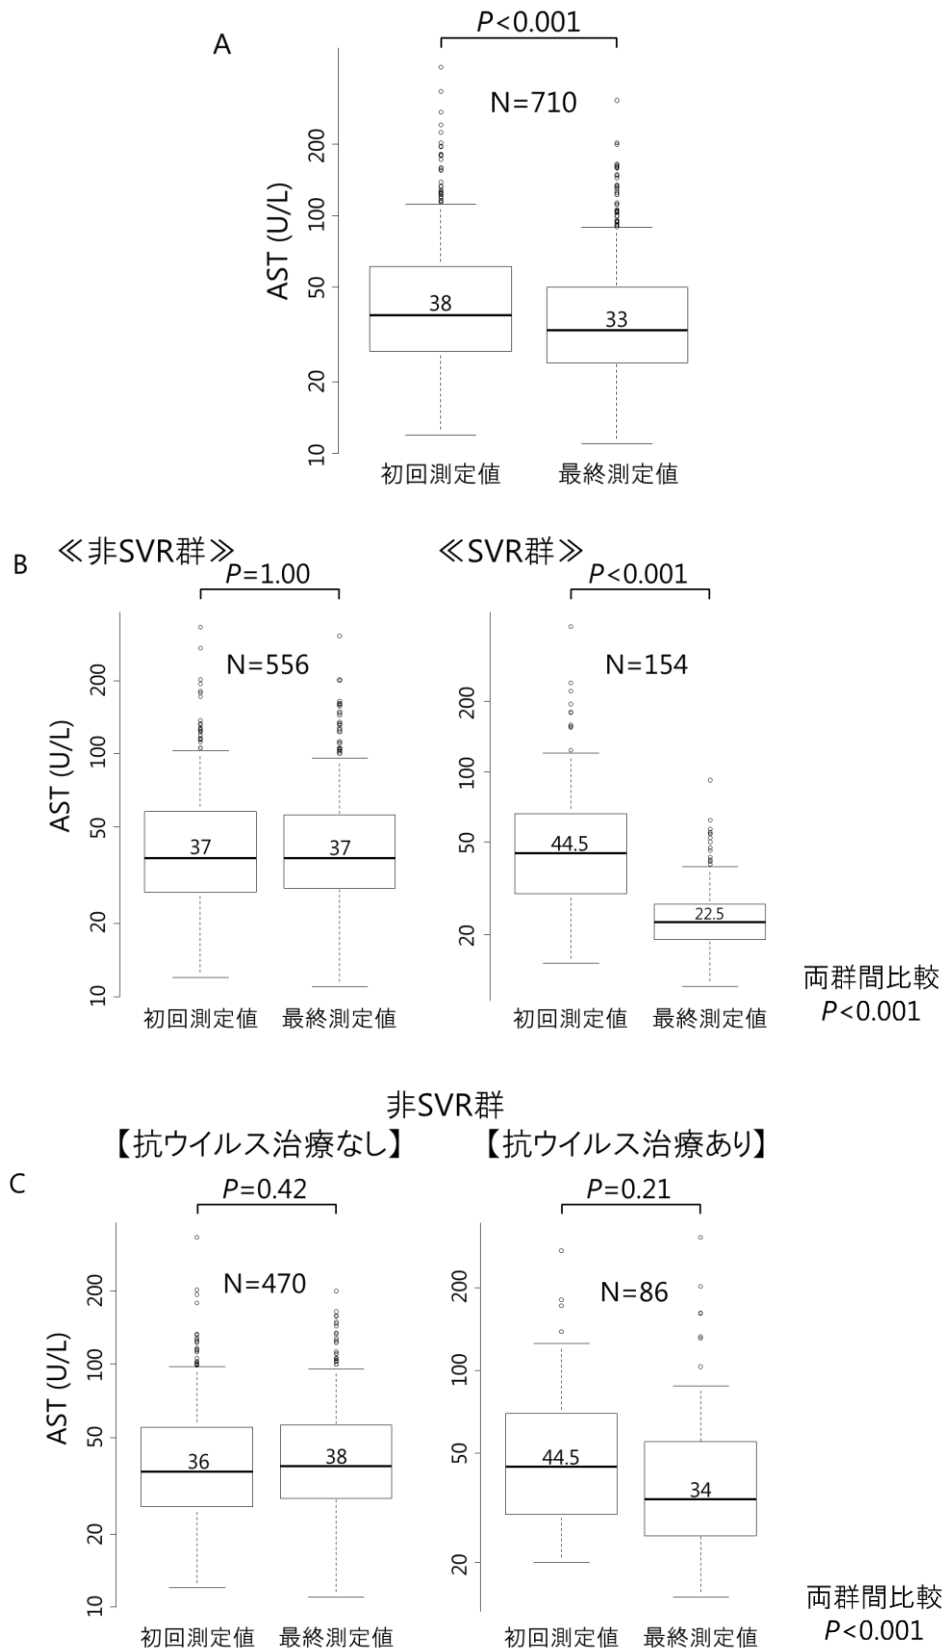 A
P<0.001
N=710
AST (U/L)
200
100
50
20
10
38
33
初回測定値
最終測定値
B
≪非SVR群≫
P=1.00
N=556
AST (U/L)
200
100
50
20
10
37
37
初回測定値
最終測定値
≪SVR群≫
P<0.001
N=154
200
100
50
20
44.5
22.5
初回測定値
最終測定値
両群間比較
P<0.001
非SVR群
C
【抗ウイルス治療なし】
P=0.42
N=470
AST (U/L)
200
100
50
20
10
36
38
初回測定値
最終測定値
【抗ウイルス治療あり】
P=0.21
N=86
200
100
50
20
44.5
34
初回測定値
最終測定値
両群間比較
P<0.001